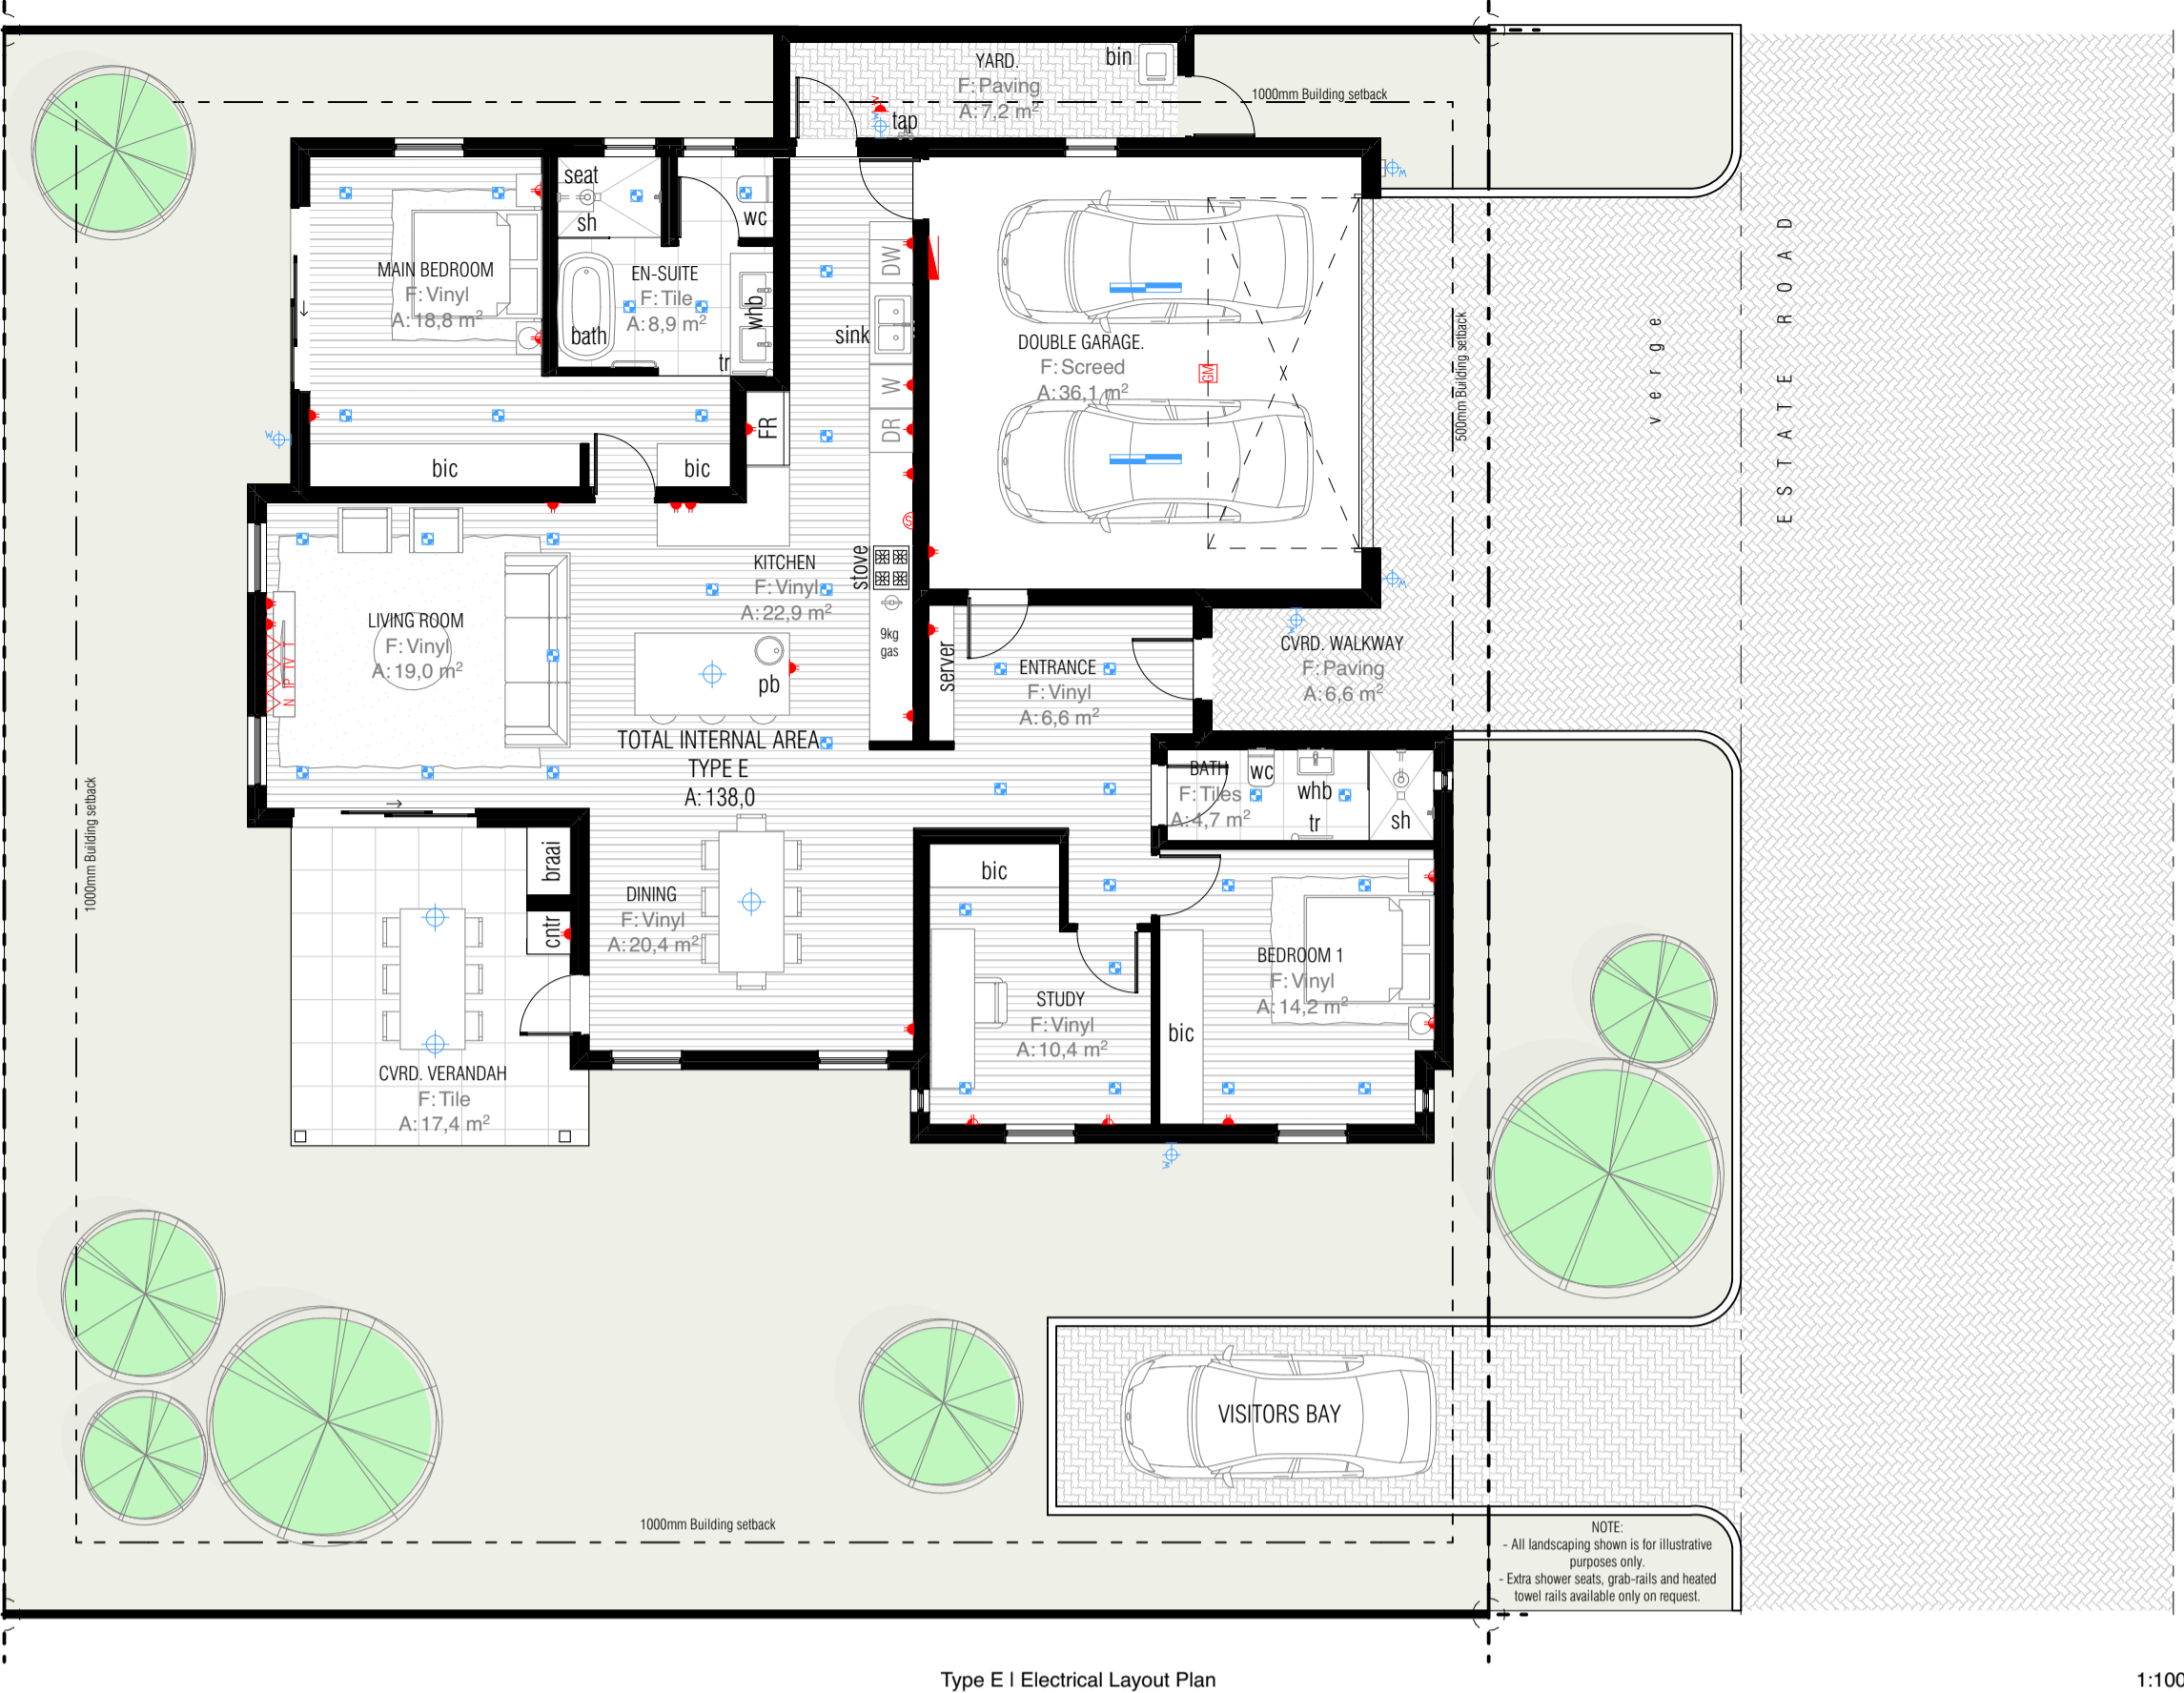 YARD.
F: Paving
A: 7,2 m²
bin
tap
W
W
1000mm Building setback
seat
sh
wc
M
MAIN BEDROOM
F: Vinyl
A: 18,8 m²
EN-SUITE
F: Tile
A: 8,9 m²
bath
whb
tr
DW
sink
W
DR
FR
DOUBLE GARAGE.
F: Screed
A: 36,1 m²
GM
500mm Building setback
verge
ESTATE ROAD
W
bic
bic
S
stove
KITCHEN
F: Vinyl
A: 22,9 m²
M
W
LIVING ROOM
F: Vinyl
A: 19,0 m²
9kg
gas
server
pb
ENTRANCE
F: Vinyl
A: 6,6 m²
CVRD. WALKWAY
F: Paving
A: 6,6 m²
TOTAL INTERNAL AREA
TYPE E
A: 138,0
BATH
F: Tiles
A: 4,7 m²
wc
whb
tr
sh
1000mm Building setback
braai
cntr
DINING
F: Vinyl
A: 20,4 m²
bic
BEDROOM 1
F: Vinyl
A: 14,2 m²
STUDY
F: Vinyl
A: 10,4 m²
bic
CVRD. VERANDAH
F: Tile
A: 17,4 m²
W
VISITORS BAY
1000mm Building setback
NOTE:
- All landscaping shown is for illustrative
purposes only.
- Extra shower seats, grab-rails and heated
towel rails available only on request.
Type E | Electrical Layout Plan
1:100